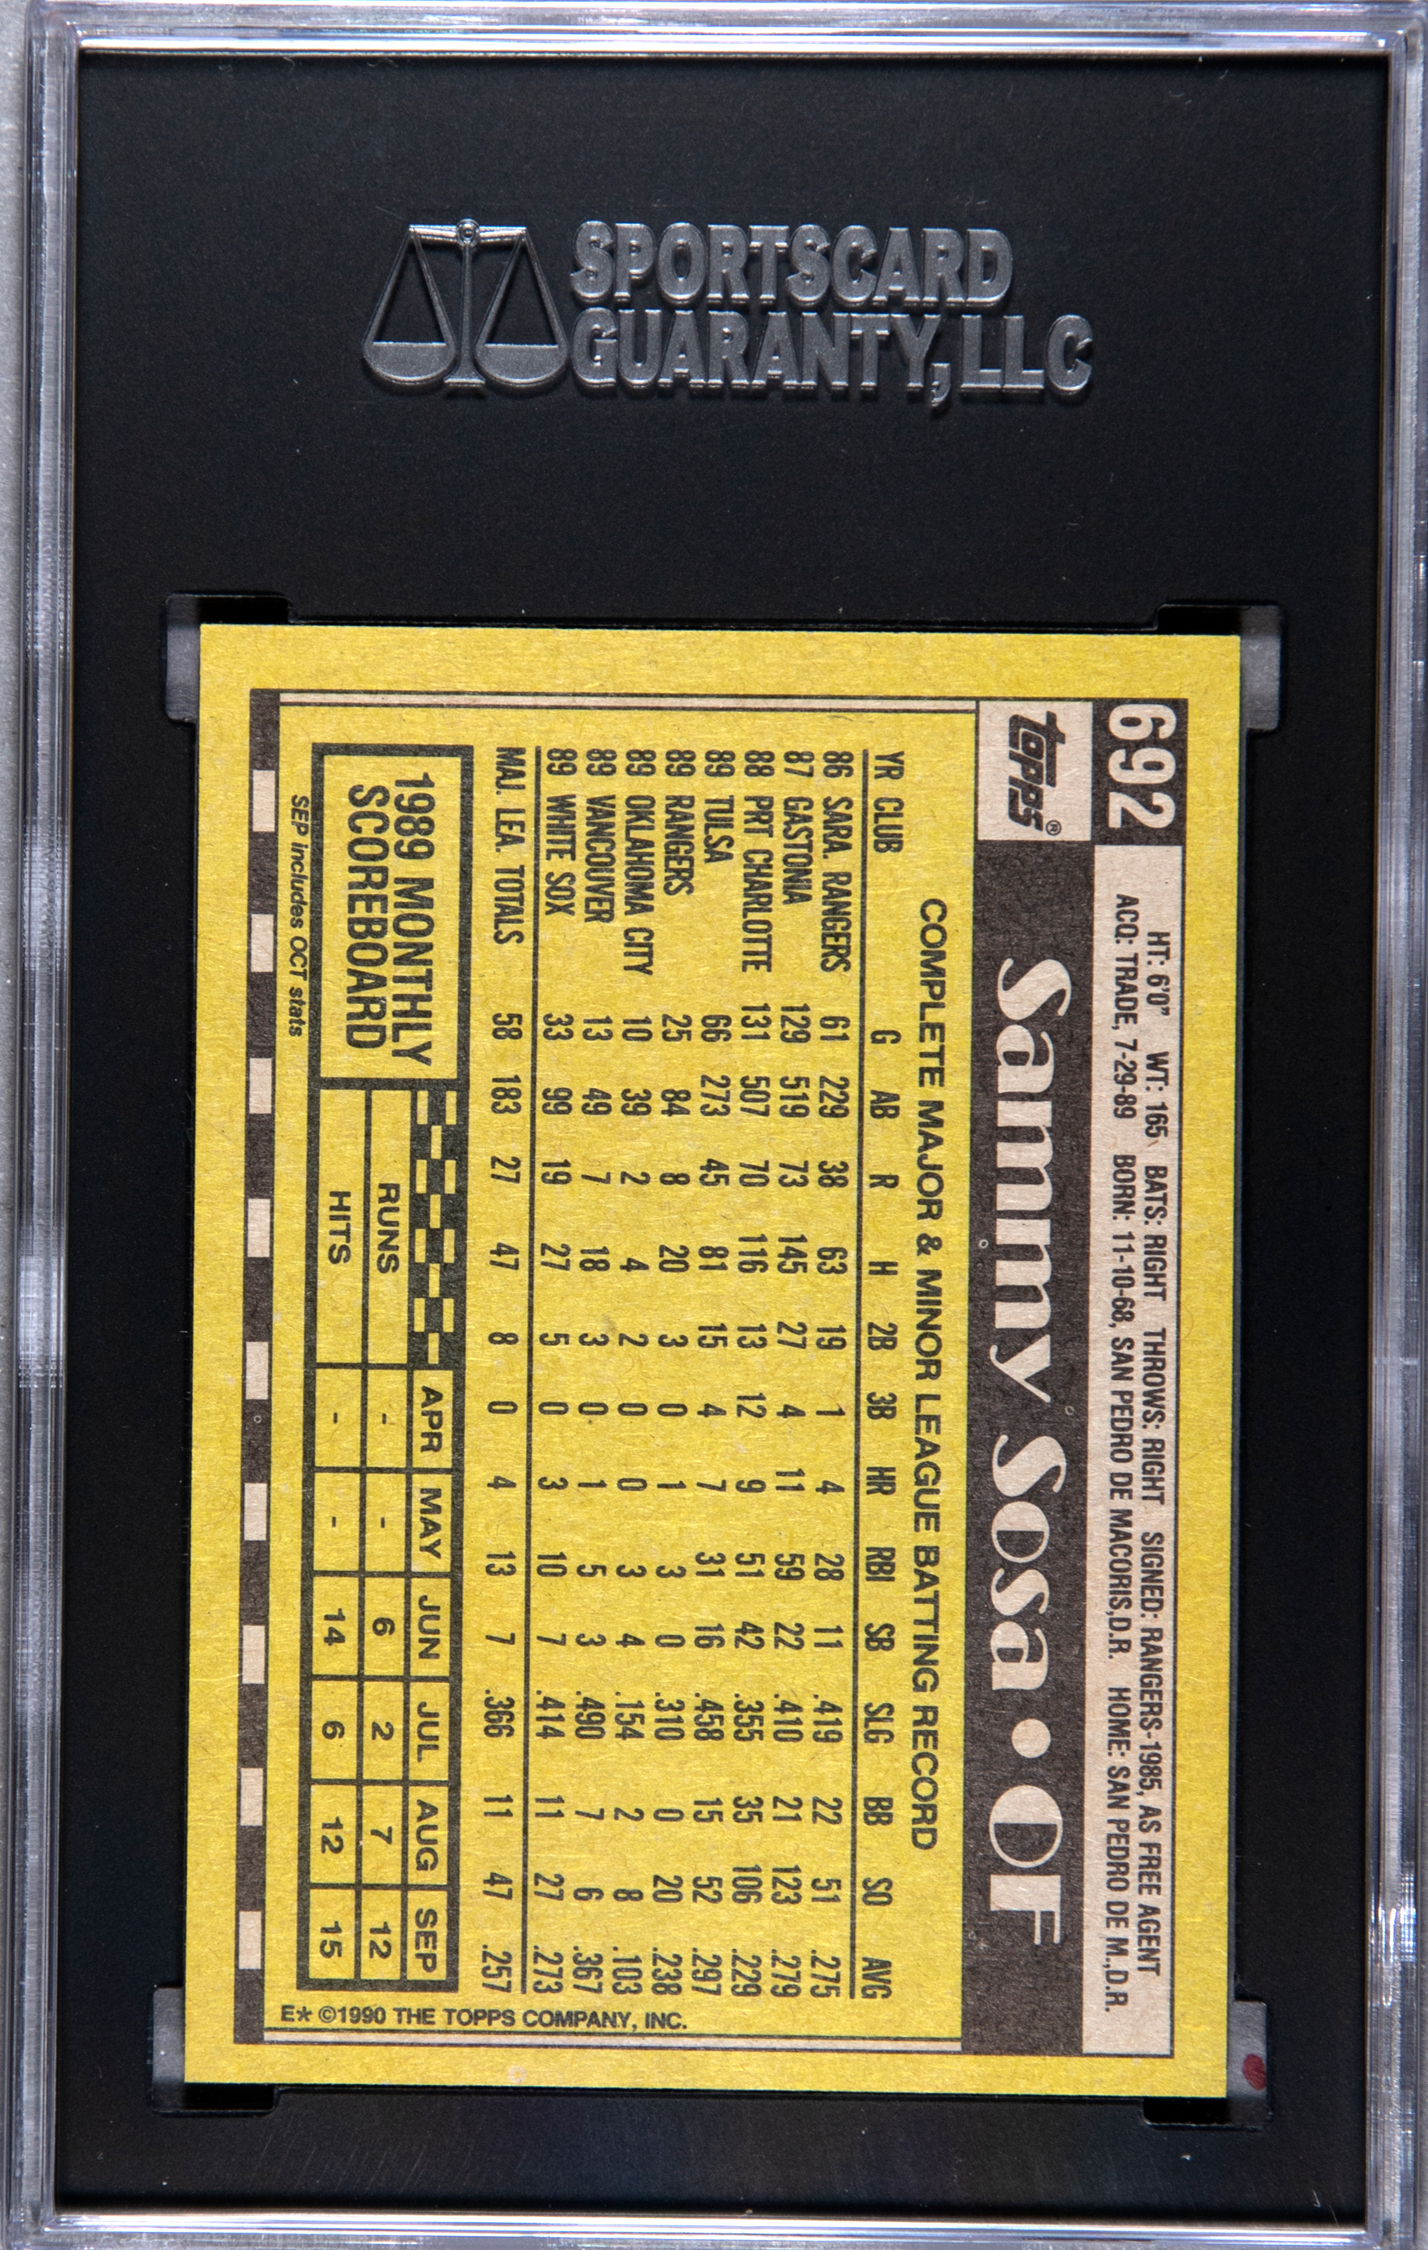 SPORTSCARD
GUARANTY, LLC
692
HT: 6'0" WT: 165 BATS: RIGHT THROWS: RIGHT SIGNED: RANGERS-1985, AS FREE AGENT
ACQ: TRADE, 7-29-89 BORN: 11-10-68, SAN PEDRO DE MACORIS,D.R. HOME: SAN PEDRO DE M.,D.R.
topps®
Sammy Sosa • OF
COMPLETE MAJOR & MINOR LEAGUE BATTING RECORD
YR CLUB G AB R H 2B 3B HR RBI SB SLG BB SO AVG
86 SARA. RANGERS 61 229 38 63 19 1 4 28 11 .419 22 51 .275
87 GASTONIA 129 519 73 145 27 4 11 59 22 .410 21 123 .279
88 PRT CHARLOTTE 131 507 70 116 13 12 9 51 42 .355 35 106 .229
89 TULSA 66 273 45 81 15 4 7 31 16 .458 15 52 .297
89 RANGERS 25 84 8 20 3 0 1 3 0 .310 0 20 .238
89 OKLAHOMA CITY 10 39 2 4 2 0 0 3 4 .154 2 8 .103
89 VANCOUVER 13 49 7 18 3 0 1 5 3 .490 7 6 .367
89 WHITE SOX 33 99 19 27 5 0 3 10 7 .414 11 27 .273
MAJ. LEA. TOTALS 58 183 27 47 8 0 4 13 7 .366 11 47 .257
1989 MONTHLY
SCOREBOARD
APR MAY JUN JUL AUG SEP
RUNS - - 6 2 7 12
HITS - - 14 6 12 15
SEP includes OCT stats
E* ©1990 THE TOPPS COMPANY, INC.